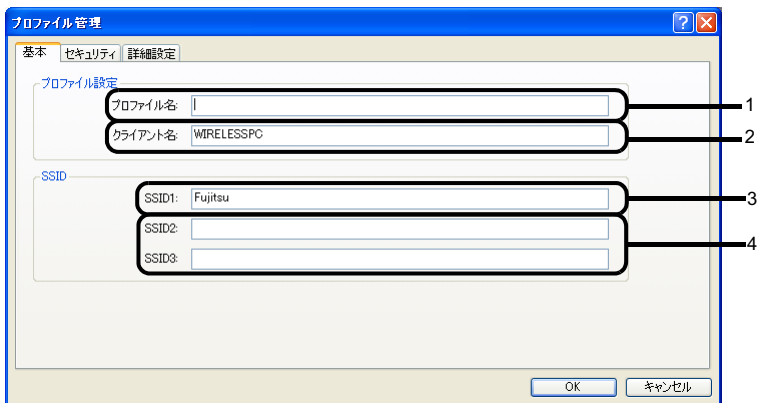 プロファイル管理
基本 セキュリティ 詳細設定
プロファイル設定
プロファイル名: 1
クライアント名: WIRELESSPC 2
SSID
SSID1: Fujitsu 3
SSID2:
4
SSID3:
OK キャンセル